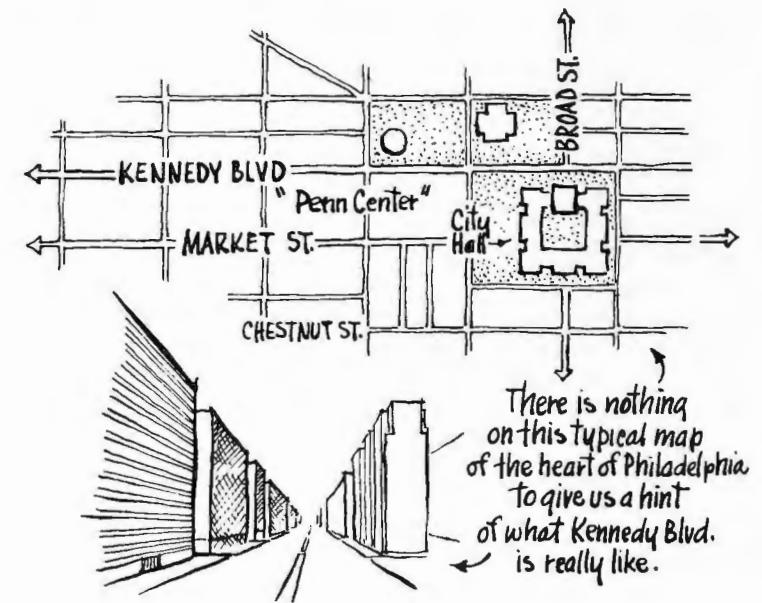 BROAD ST.
KENNEDY BLVD
"Penn Center"
City
Hall
MARKET ST.
CHESTNUT ST.
There is nothing
on this typical map
of the heart of Philadelphia
to give us a hint
of what Kennedy Blvd.
is really like.